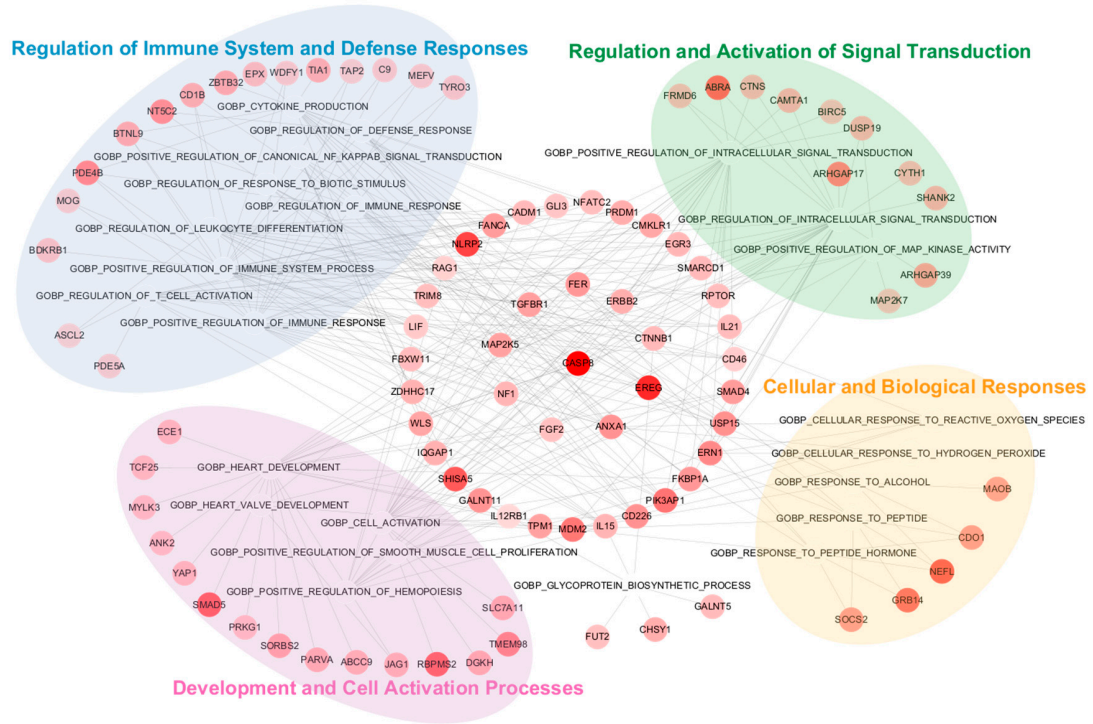 Regulation of Immune System and Defense Responses
Regulation and Activation of Signal Transduction
ZBTB32
EPX
WDFY1
TIA1
TAP2
C9
MEFV
TYRO3
CD1B
NT5C2
BTNL9
PDE4B
MOG
BDKRB1
ASCL2
PDE5A
GOBP_CYTOKINE_PRODUCTION
GOBP_REGULATION_OF_DEFENSE_RESPONSE
GOBP_POSITIVE_REGULATION_OF_CANONICAL_NF_KAPPAB_SIGNAL_TRANSDUCTION
GOBP_REGULATION_OF_RESPONSE_TO_BIOTIC_STIMULUS
GOBP_REGULATION_OF_IMMUNE_RESPONSE
GOBP_REGULATION_OF_LEUKOCYTE_DIFFERENTIATION
GOBP_POSITIVE_REGULATION_OF_IMMUNE_SYSTEM_PROCESS
GOBP_REGULATION_OF_T_CELL_ACTIVATION
GOBP_POSITIVE_REGULATION_OF_IMMUNE_RESPONSE
FRMD6
ABRA
CTNS
CAMTA1
BIRC5
DUSP19
GOBP_POSITIVE_REGULATION_OF_INTRACELLULAR_SIGNAL_TRANSDUCTION
ARHGAP17
CYTH1
SHANK2
GOBP_REGULATION_OF_INTRACELLULAR_SIGNAL_TRANSDUCTION
GOBP_POSITIVE_REGULATION_OF_MAP_KINASE_ACTIVITY
ARHGAP39
MAP2K7
CADM1
GLI3
NFATC2
PRDM1
CMKLR1
EGR3
SMARCD1
RPTOR
IL21
CD46
SMAD4
USP15
ERN1
FKBP1A
PIK3AP1
CD226
IL15
MDM2
TPM1
IL12RB1
GALNT11
SHISA5
IQGAP1
WLS
ZDHHC17
FBXW11
LIF
TRIM8
RAG1
NLRP2
FANCA
FER
TGFBR1
ERBB2
MAP2K5
CTNNB1
CASP8
EREG
NF1
FGF2
ANXA1
Cellular and Biological Responses
GOBP_CELLULAR_RESPONSE_TO_REACTIVE_OXYGEN_SPECIES
GOBP_CELLULAR_RESPONSE_TO_HYDROGEN_PEROXIDE
GOBP_RESPONSE_TO_ALCOHOL
MAOB
GOBP_RESPONSE_TO_PEPTIDE
CDO1
GOBP_RESPONSE_TO_PEPTIDE_HORMONE
NEFL
GRB14
SOCS2
ECE1
TCF25
MYLK3
ANK2
YAP1
SMAD5
PRKG1
SORBS2
PARVA
ABCC9
JAG1
RBPMS2
DGKH
TMEM98
SLC7A11
GOBP_HEART_DEVELOPMENT
GOBP_HEART_VALVE_DEVELOPMENT
GOBP_CELL_ACTIVATION
GOBP_POSITIVE_REGULATION_OF_SMOOTH_MUSCLE_CELL_PROLIFERATION
GOBP_POSITIVE_REGULATION_OF_HEMOPOIESIS
GOBP_GLYCOPROTEIN_BIOSYNTHETIC_PROCESS
GALNT5
CHSY1
FUT2
Development and Cell Activation Processes